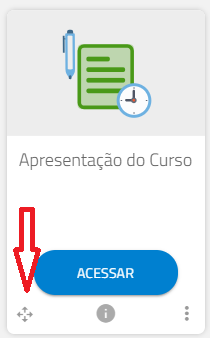 Apresentação do Curso
ACESSAR